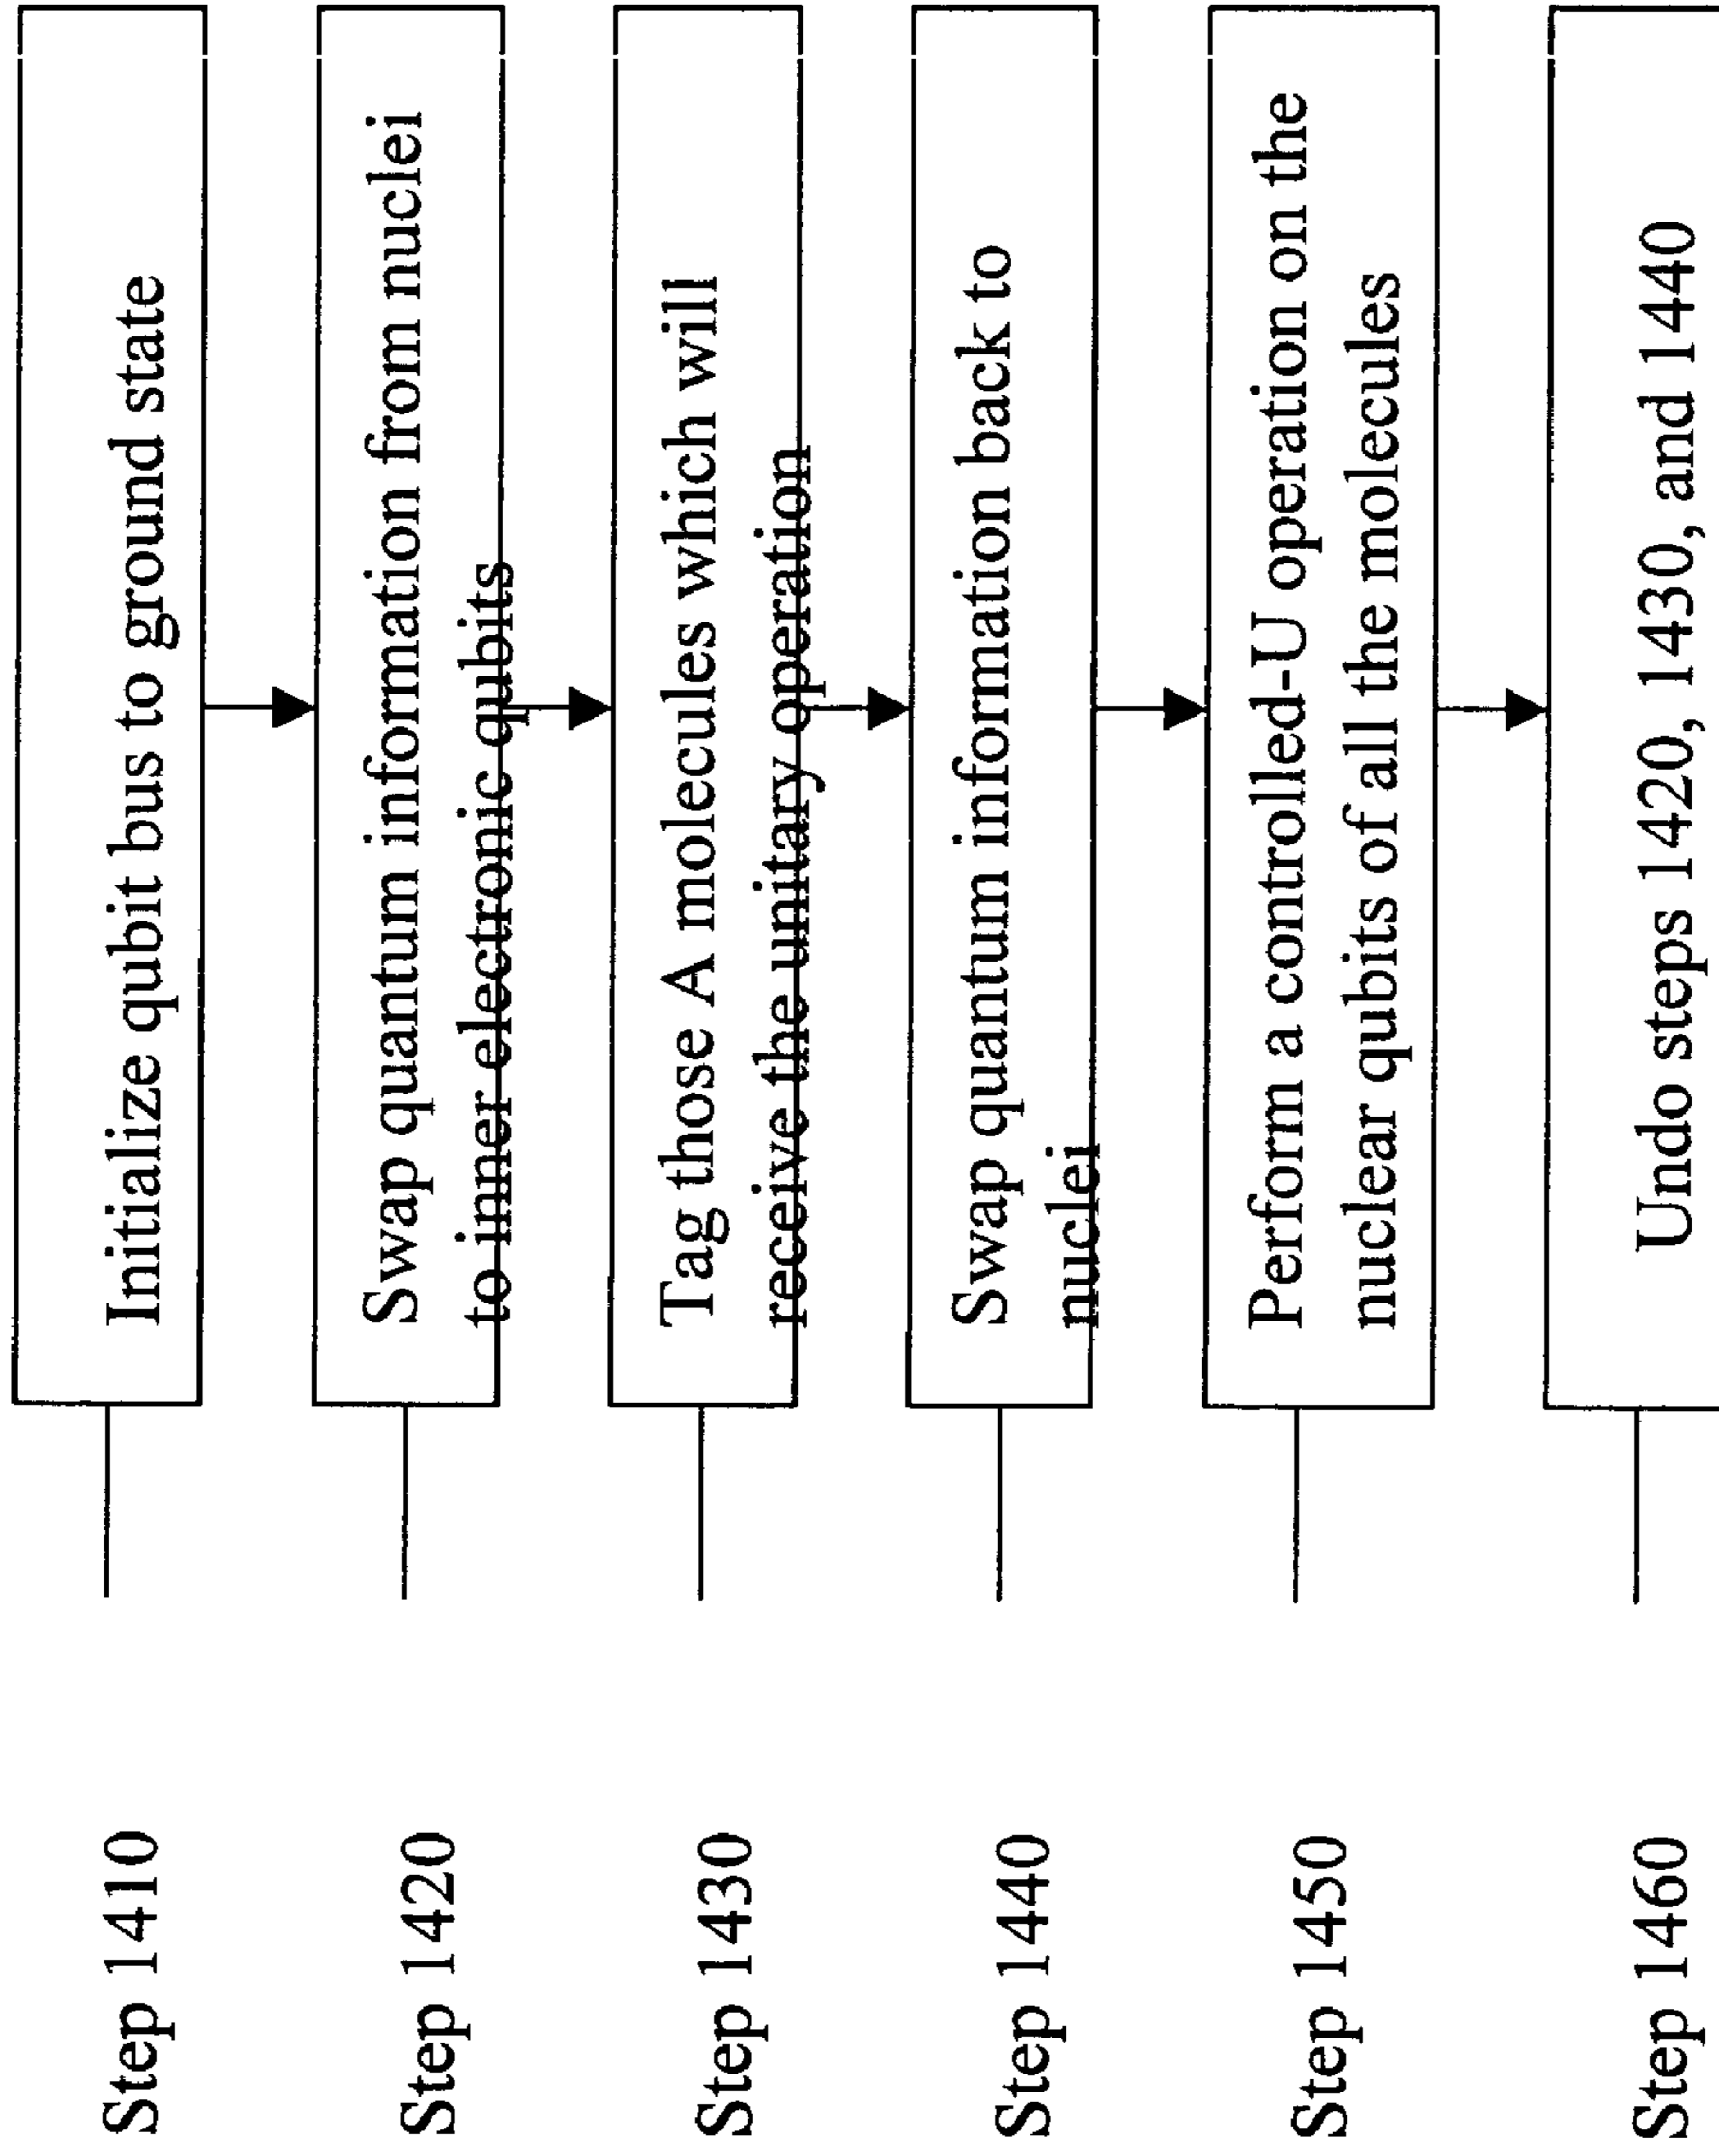 Step 1410
Initialize qubit bus to ground state
Step 1420
Swap quantum information from nuclei
to inner electronic qubits
Step 1430
Tag those A molecules which will
receive the unitary operation
Step 1440
Swap quantum information back to
nuclei
Step 1450
Perform a controlled-U operation on the
nuclear qubits of all the molecules
Step 1460
Undo steps 1420, 1430, and 1440